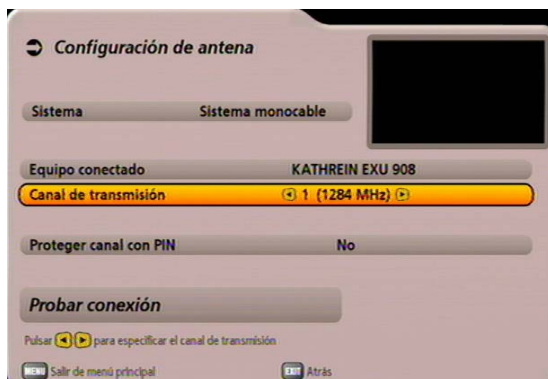 Configuración de antena
Sistema Sistema monocable
Equipo conectado KATHREIN EXU 908
Canal de transmisión 1 (1284 MHz)
Proteger canal con PIN No
Probar conexión
Pulsar para especificar el canal de transmisión
MENU Salir de menú principal EXIT Atrás